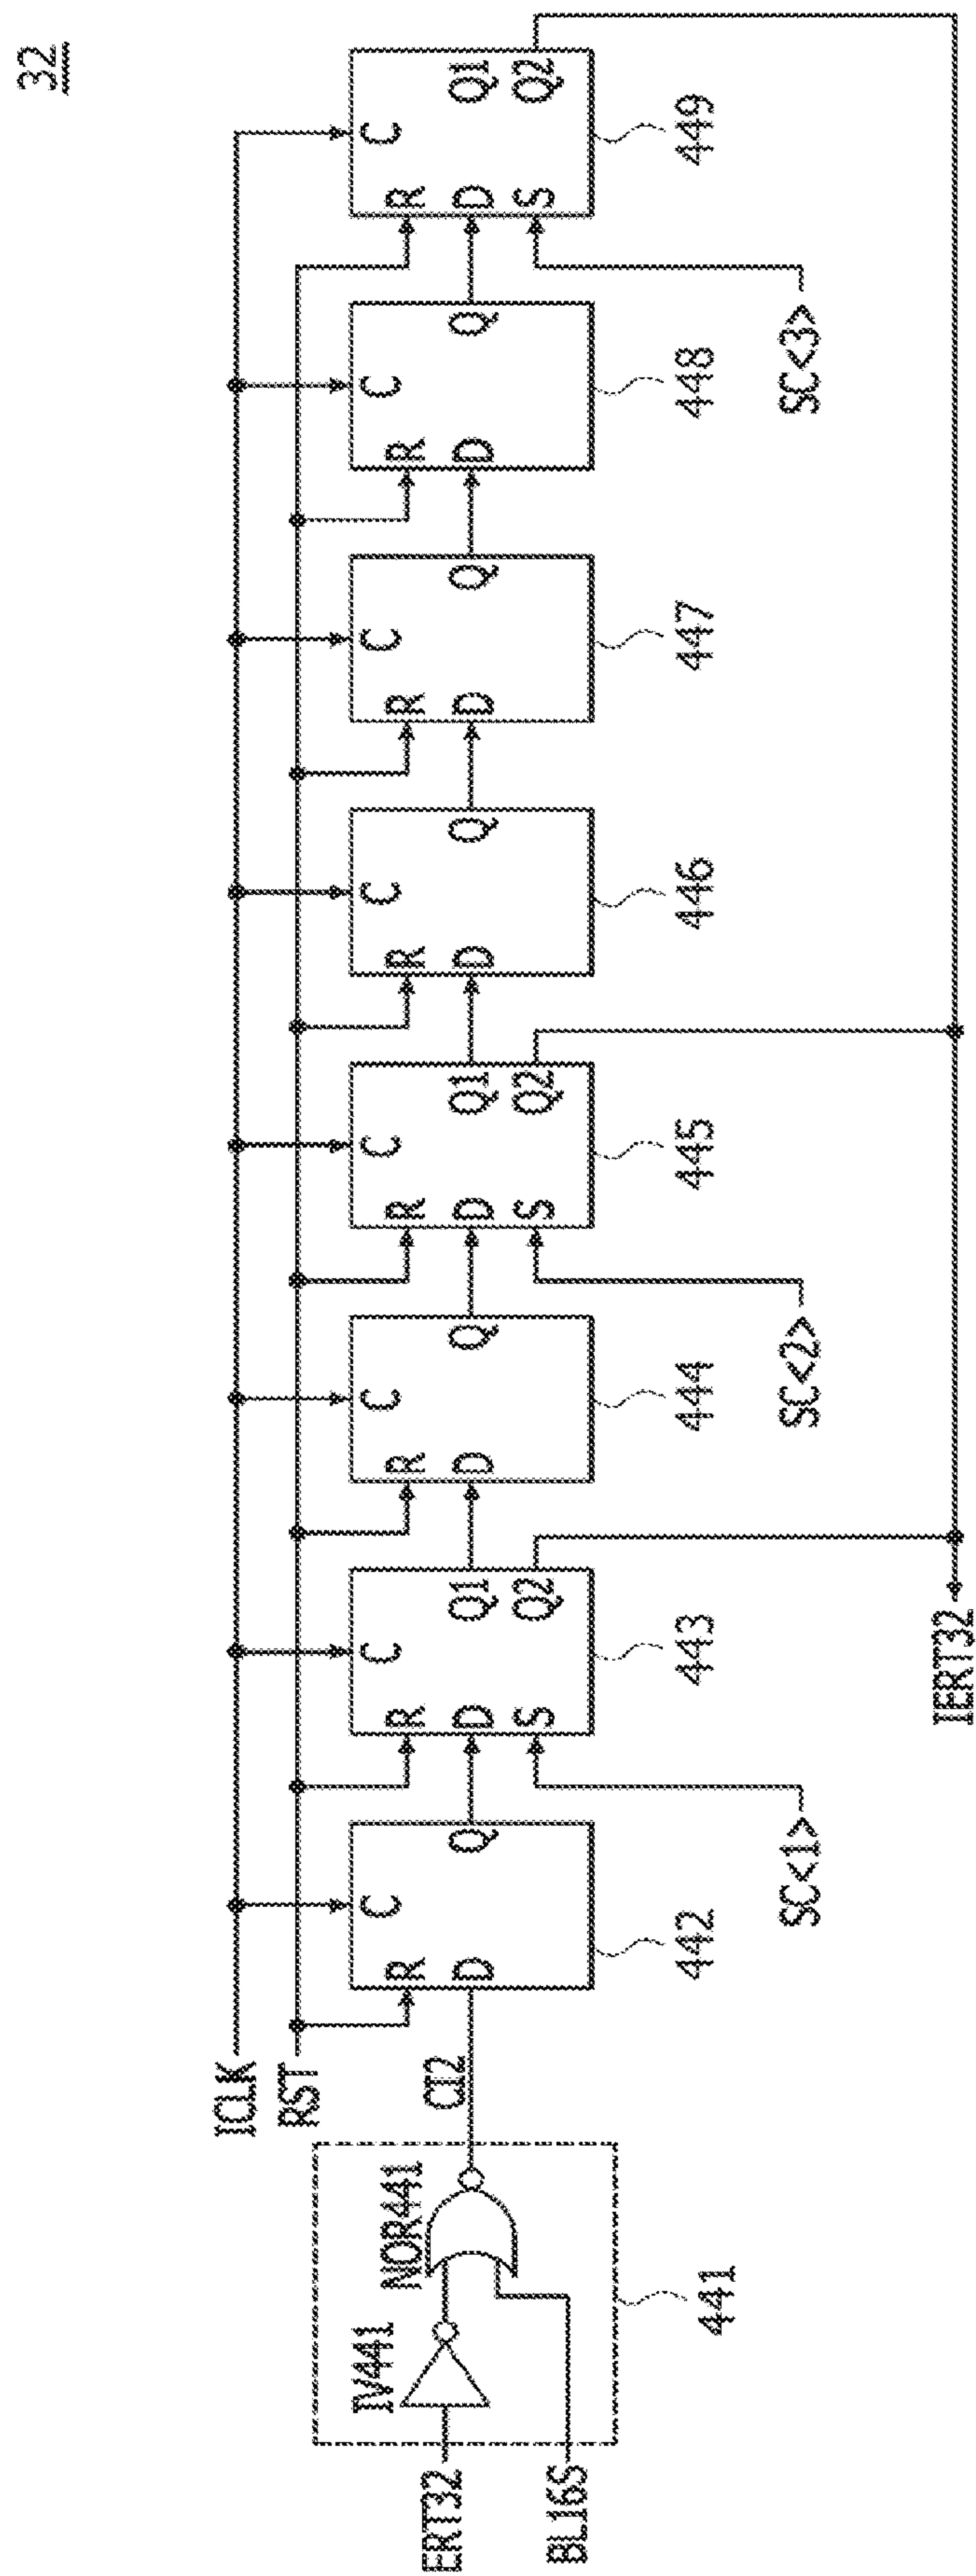 32
ICLK
RST
ERT32
BL16S
IV441
NOR441
441
CI2
R
D
C
Q
442
R
D
S
C
Q1
Q2
443
SC<1>
R
D
C
Q
444
R
D
S
C
Q1
Q2
445
SC<2>
R
D
C
Q
446
R
D
C
Q
447
R
D
C
Q
448
R
D
S
C
Q1
Q2
449
SC<3>
IERT32